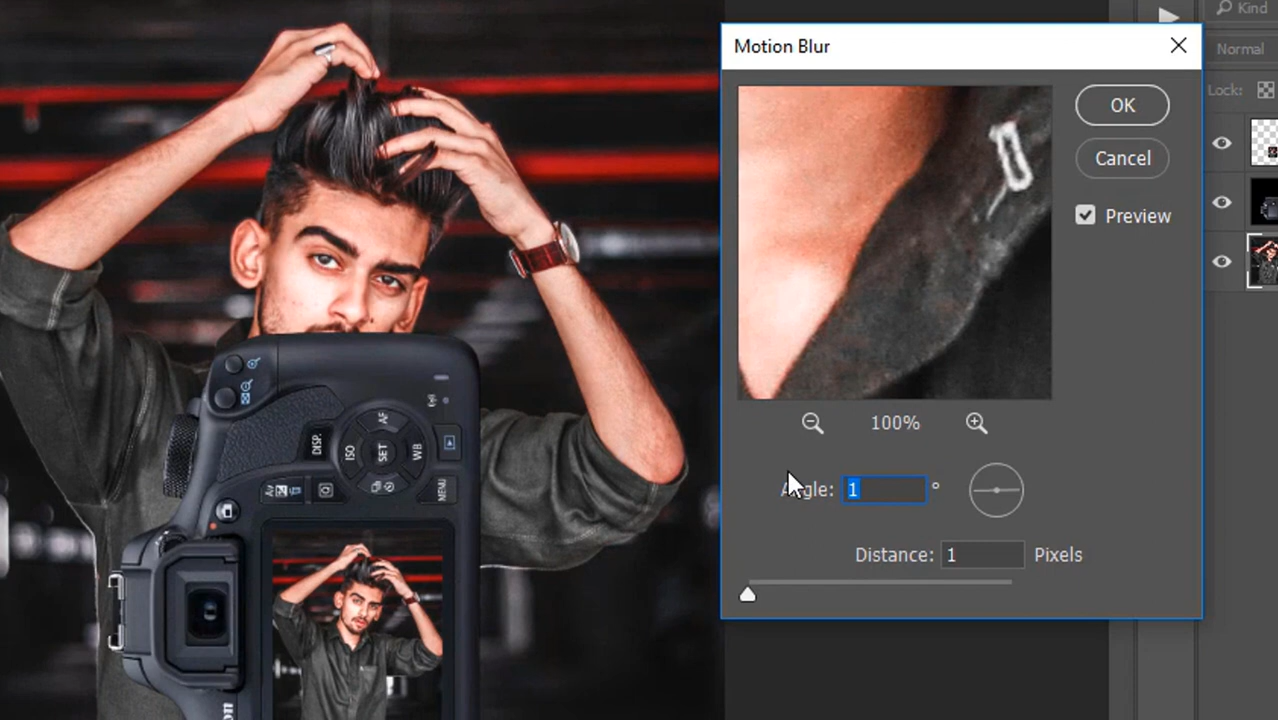 Kind
Motion Blur
Normal
OK
Lock:
Cancel
Preview
DISP.
AF
ISO
SET
WB
Av
MENU
100%
Angle: 1 °
Distance: 1 Pixels